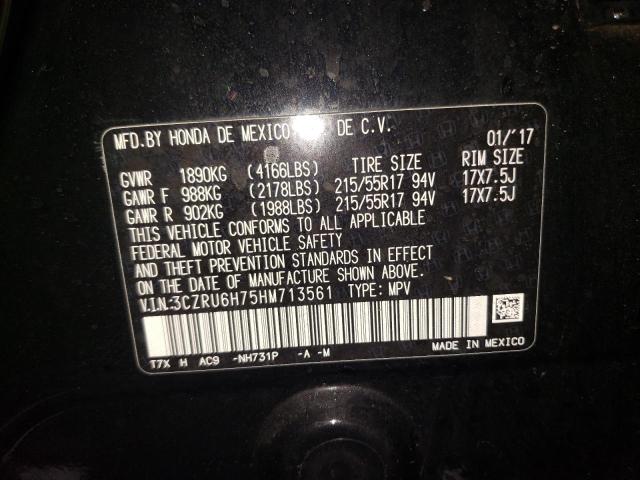 MFD.BY HONDA DE MEXICO DE C.V. 01/'17
GVWR 1890KG (4166LBS) TIRE SIZE RIM SIZE
GAWR F 988KG (2178LBS) 215/55R17 94V 17X7.5J
GAWR R 902KG (1988LBS) 215/55R17 94V 17X7.5J
THIS VEHICLE CONFORMS TO ALL APPLICABLE
FEDERAL MOTOR VEHICLE SAFETY
AND THEFT PREVENTION STANDARDS IN EFFECT
ON THE DATE OF MANUFACTURE SHOWN ABOVE.
V.I.N.:3CZRU6H75HM713561 TYPE: MPV
T7X H AC9 -NH731P -A -M MADE IN MEXICO